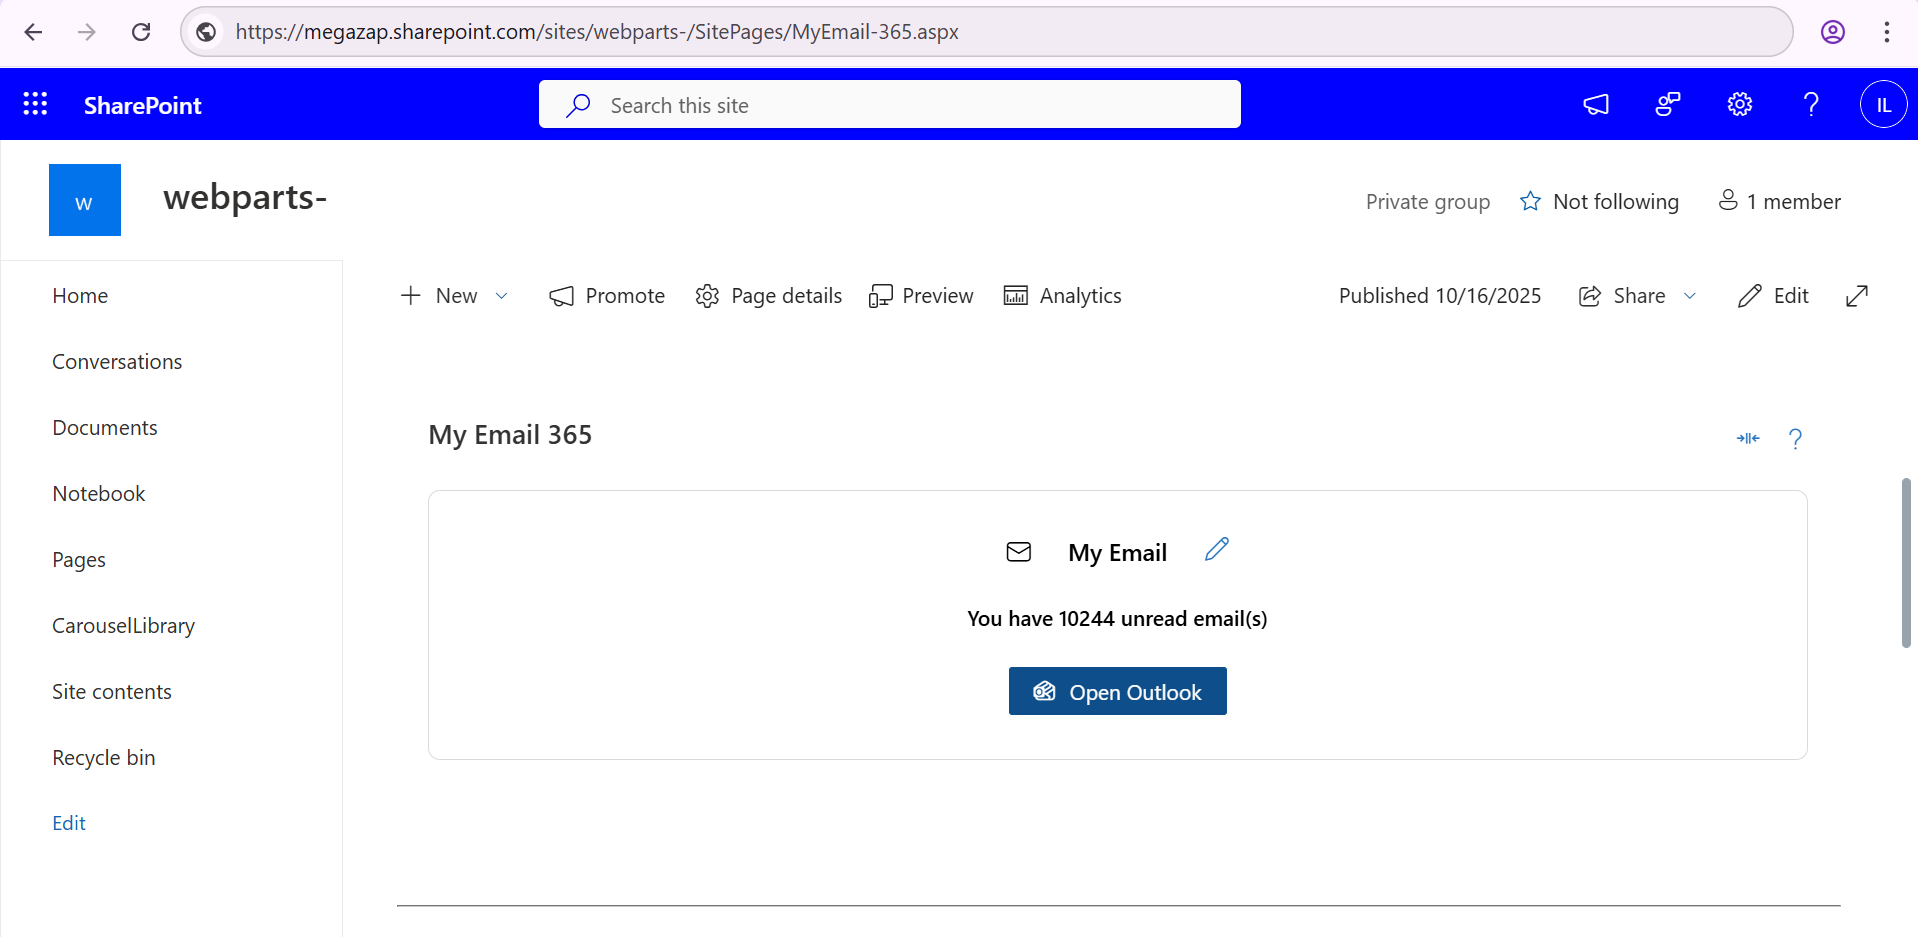 https://megazap.sharepoint.com/sites/webparts-/SitePages/MyEmail-365.aspx
SharePoint
Search this site
IL
W
webparts-
Private group
Not following
1 member
Home
Conversations
Documents
Notebook
Pages
CarouselLibrary
Site contents
Recycle bin
Edit
New
Promote
Page details
Preview
Analytics
Published 10/16/2025
Share
Edit
My Email 365
?
My Email
You have 10244 unread email(s)
Open Outlook